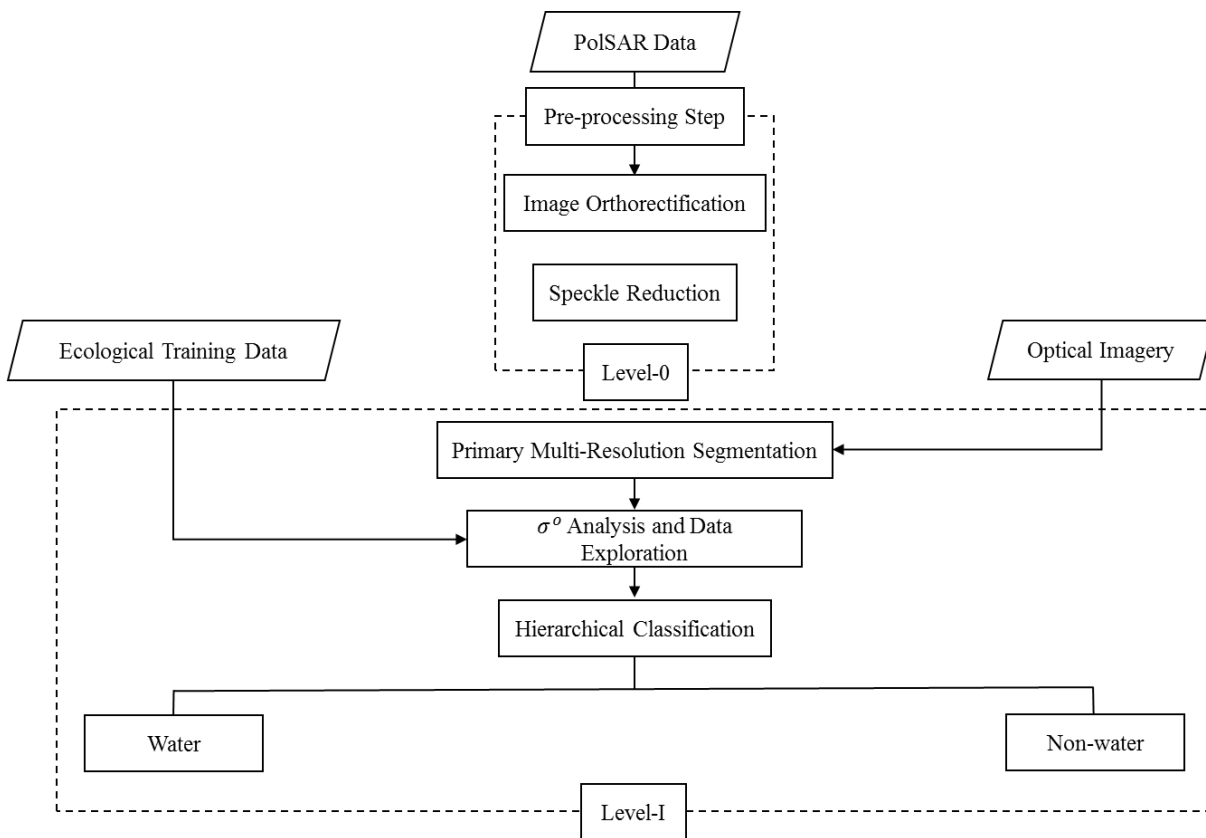 PolSAR Data
Pre-processing Step
Image Orthorectification
Speckle Reduction
Ecological Training Data
Optical Imagery
Level-0
Primary Multi-Resolution Segmentation
σ° Analysis and Data
Exploration
Hierarchical Classification
Water
Non-water
Level-I